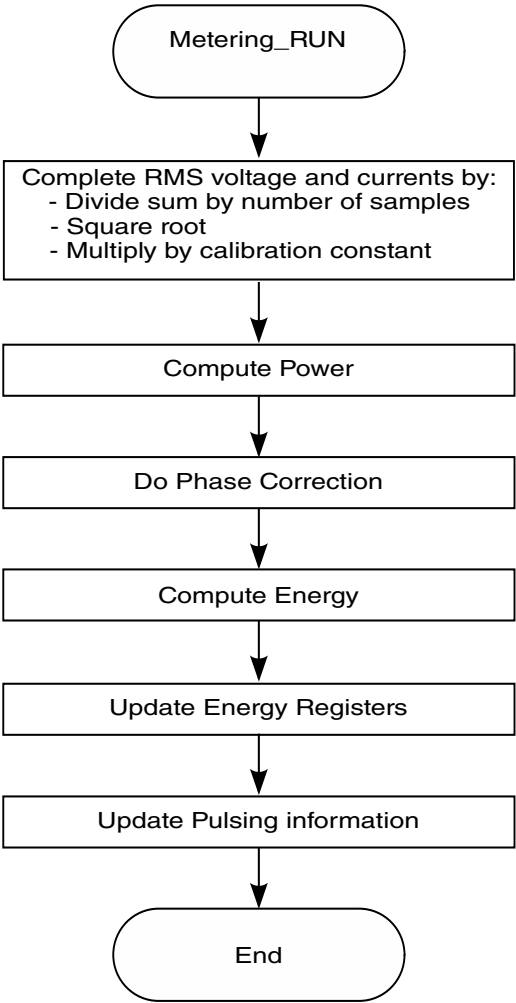 Metering_RUN
Complete RMS voltage and currents by:
- Divide sum by number of samples
- Square root
- Multiply by calibration constant
Compute Power
Do Phase Correction
Compute Energy
Update Energy Registers
Update Pulsing information
End